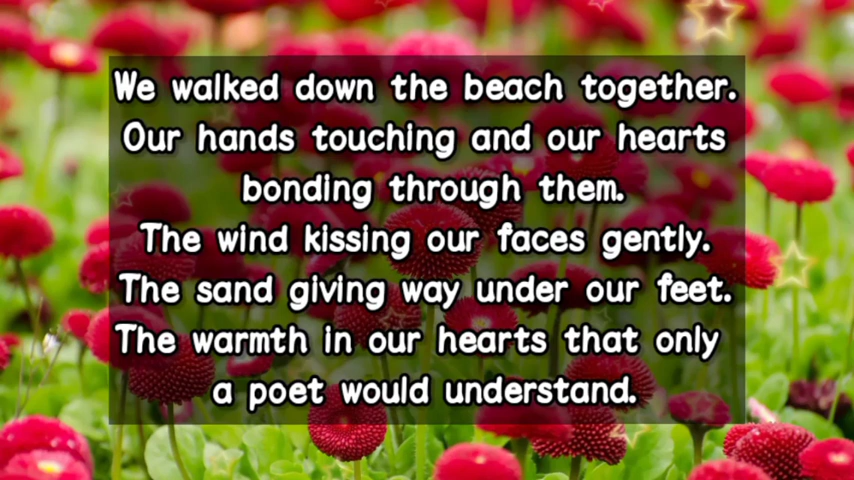 We walked down the beach together.
Our hands touching and our hearts
bonding through them.
The wind kissing our faces gently.
The sand giving way under our feet.
The warmth in our hearts that only
a poet would understand.